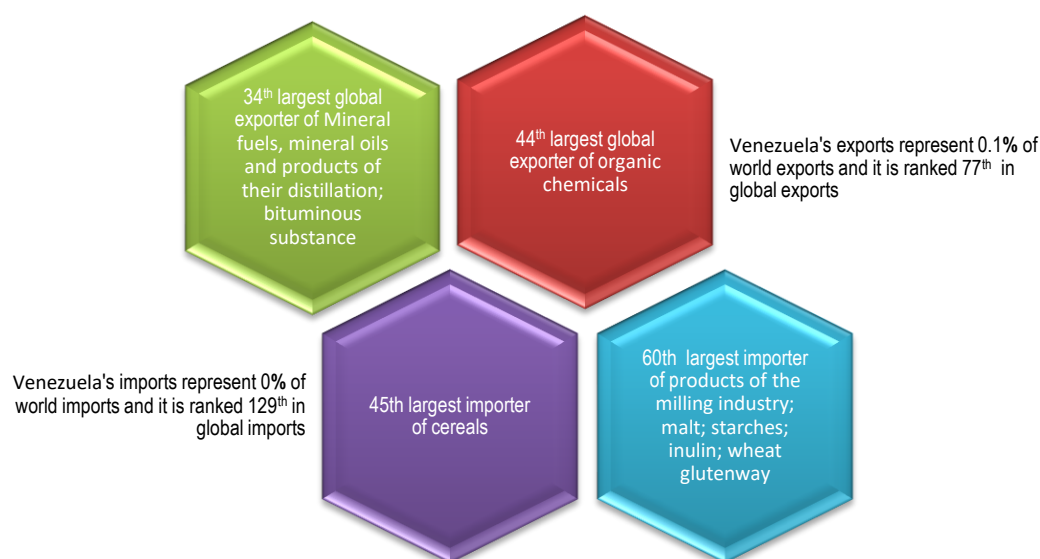 34th largest global
exporter of Mineral
fuels, mineral oils
and products of
their distillation;
bituminous
substance
44th largest global
exporter of organic
chemicals
Venezuela's exports represent 0.1% of
world exports and it is ranked 77th in
global exports
Venezuela's imports represent 0% of
world imports and it is ranked 129th in
global imports
45th largest importer
of cereals
60th largest importer
of products of the
milling industry;
malt; starches;
inulin; wheat
glutenway